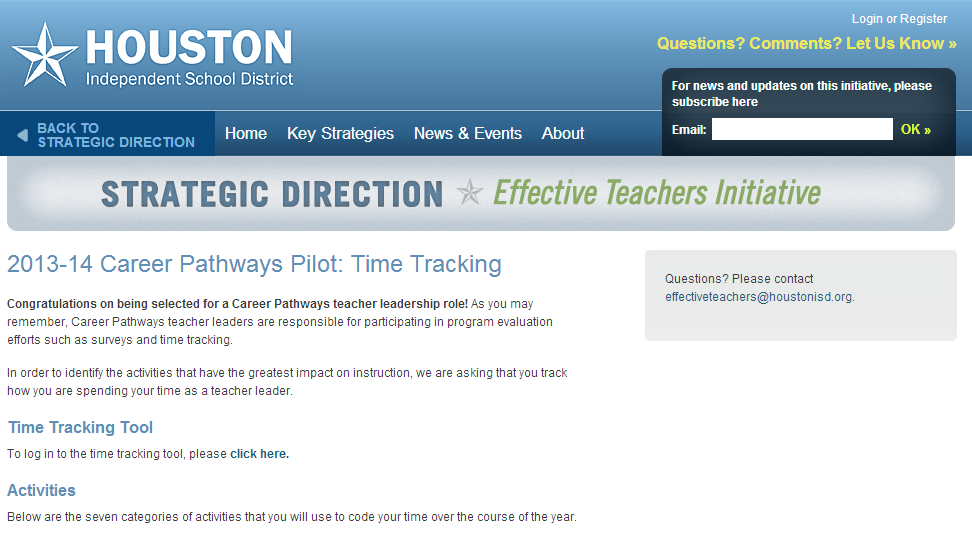 Login or Register
HOUSTON
Independent School District
Questions? Comments? Let Us Know »
For news and updates on this initiative, please
subscribe here
Email:
OK »
BACK TO
STRATEGIC DIRECTION
Home
Key Strategies
News & Events
About
STRATEGIC DIRECTION Effective Teachers Initiative
2013-14 Career Pathways Pilot: Time Tracking
Congratulations on being selected for a Career Pathways teacher leadership role! As you may
remember, Career Pathways teacher leaders are responsible for participating in program evaluation
efforts such as surveys and time tracking.
In order to identify the activities that have the greatest impact on instruction, we are asking that you track
how you are spending your time as a teacher leader.
Time Tracking Tool
To log in to the time tracking tool, please click here.
Activities
Below are the seven categories of activities that you will use to code your time over the course of the year.
Questions? Please contact
effectiveteachers@houstonisd.org.